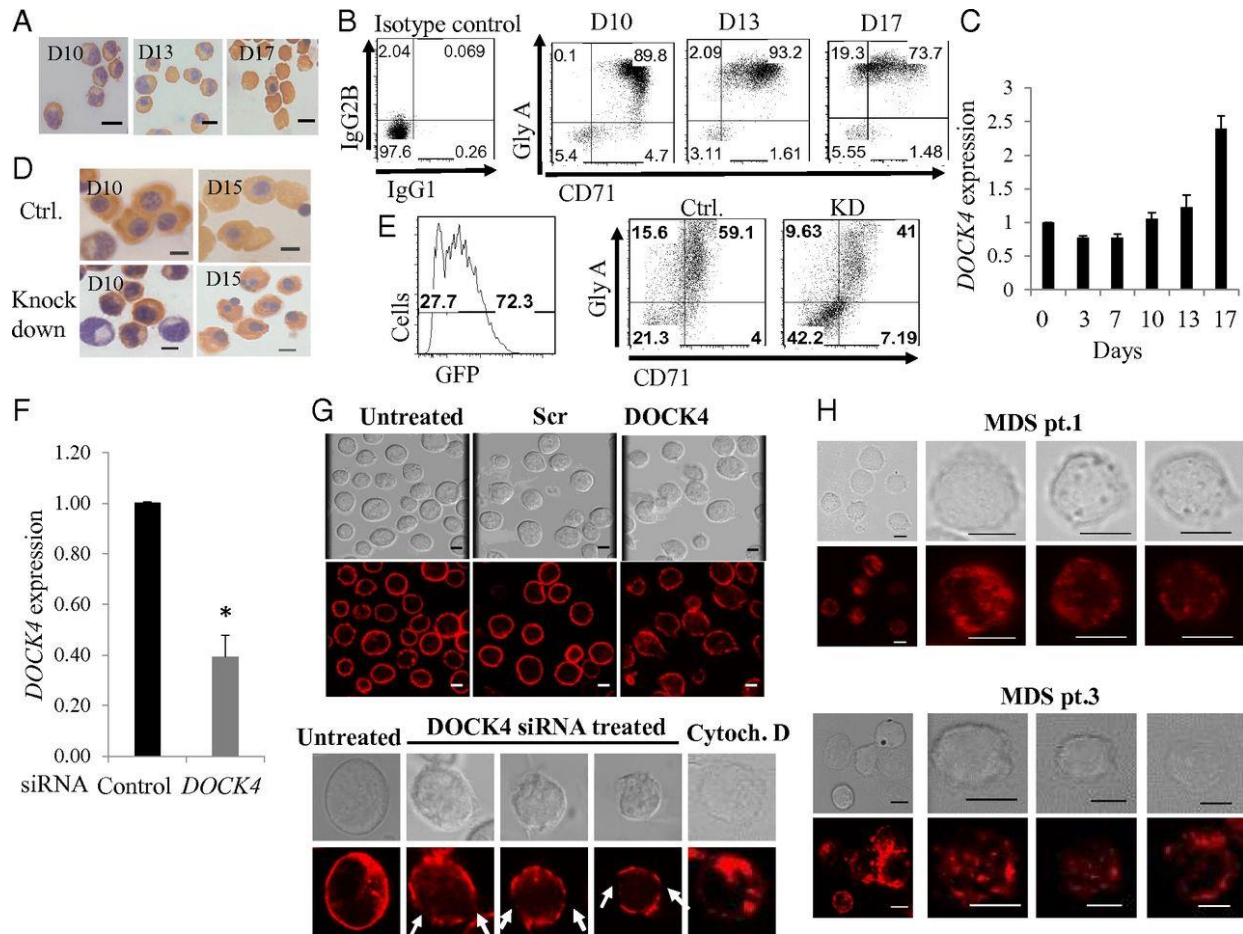 A
D10
D13
D17
B
Isotype control
2.04
0.069
97.6
0.26
IgG2B
IgG1
D10
D13
D17
0.1
89.8
5.4
4.7
2.09
93.2
3.11
1.61
19.3
73.7
5.55
1.48
Gly A
CD71
C
DOCK4 expression
3
2.5
2
1.5
1
0.5
0
0 3 7 10 13 17
Days
D
Ctrl.
D10
D15
Knock
down
D10
D15
E
Cells
27.7
72.3
GFP
Ctrl.
KD
15.6
59.1
21.3
4
9.63
41
42.2
7.19
Gly A
CD71
F
DOCK4 expression
1.20
1.00
0.80
0.60
0.40
0.20
0.00
*
siRNA Control DOCK4
G
Untreated
Scr
DOCK4
Untreated
DOCK4 siRNA treated
Cytoch. D
H
MDS pt.1
MDS pt.3